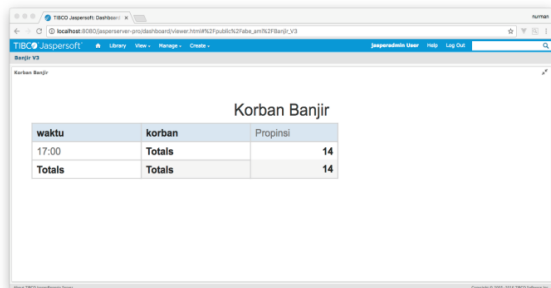 TIBCO Jaspersoft: Dashboard
numan
localhost:8080/jasperserver-pro/dashboard/viewer.html#%2Fpublic%2Fabs_aml%2FBanjir_V3
TIBCO Jaspersoft Library View Manage Create jasperadmin User Help Log Out
Banjir V3
Korban Banjir
Korban Banjir
waktu korban Propinsi
17:00 Totals 14
Totals Totals 14